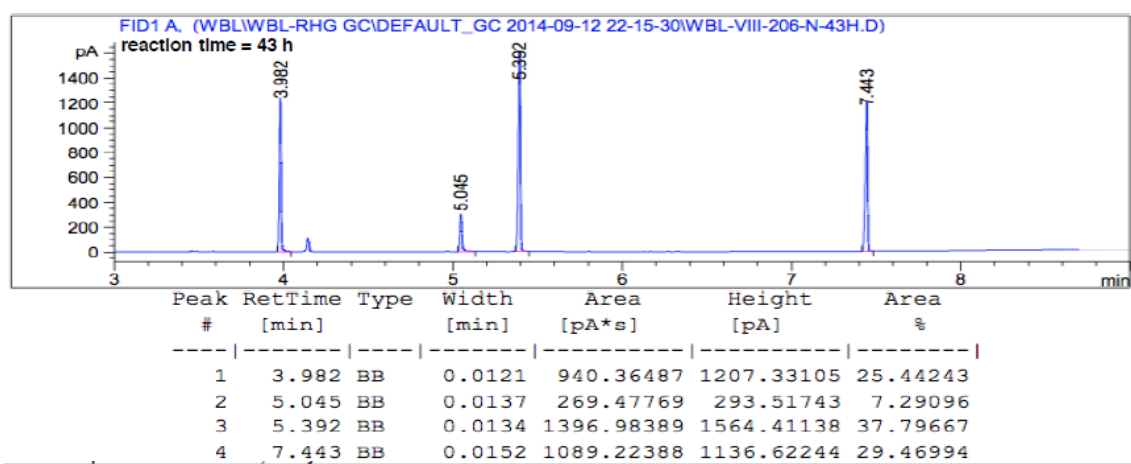 FID1 A, (WBL\WBL-RHG GC\DEFAULT_GC 2014-09-12 22-15-30\WBL-VIII-206-N-43H.D)
pA
reaction time = 43 h
1400
1200
1000
800
600
400
200
0
3.982
5.045
5.392
7.443
3 4 5 6 7 8 min
Peak RetTime Type Width Area Height Area
# [min] [min] [pA*s] [pA] %
----|-------|----|-------|----------|----------|--------|
1 3.982 BB 0.0121 940.36487 1207.33105 25.44243
2 5.045 BB 0.0137 269.47769 293.51743 7.29096
3 5.392 BB 0.0134 1396.98389 1564.41138 37.79667
4 7.443 BB 0.0152 1089.22388 1136.62244 29.46994